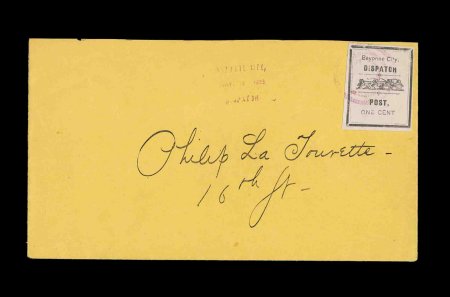 Bayonne City.
DISPATCH
POST.
ONE CENT
Philip La Tourette -
16th St -